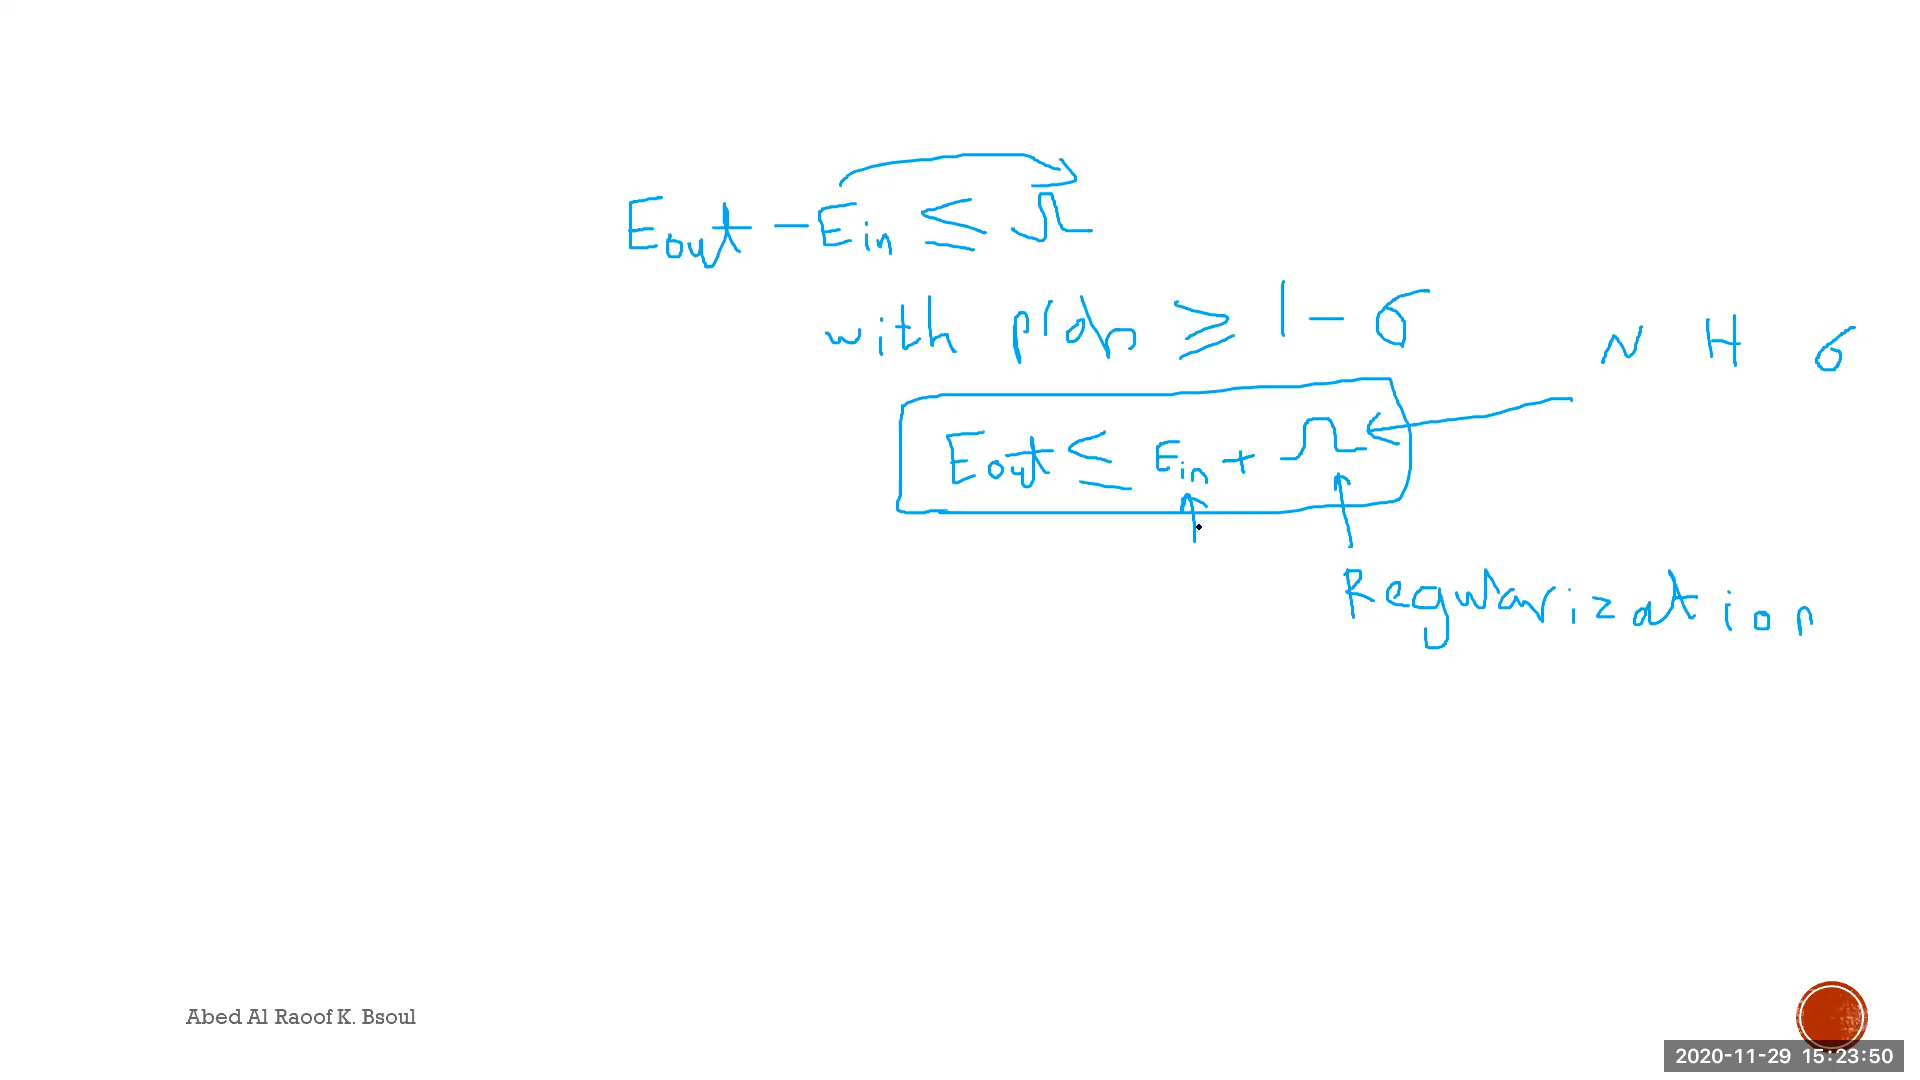 Eout - Ein ≤ Ω
with prob ≥ 1 - δ
N H δ
Eout ≤ Ein + Ω
Regularization
Abed Al Raoof K. Bsoul
2020-11-29 15:23:50